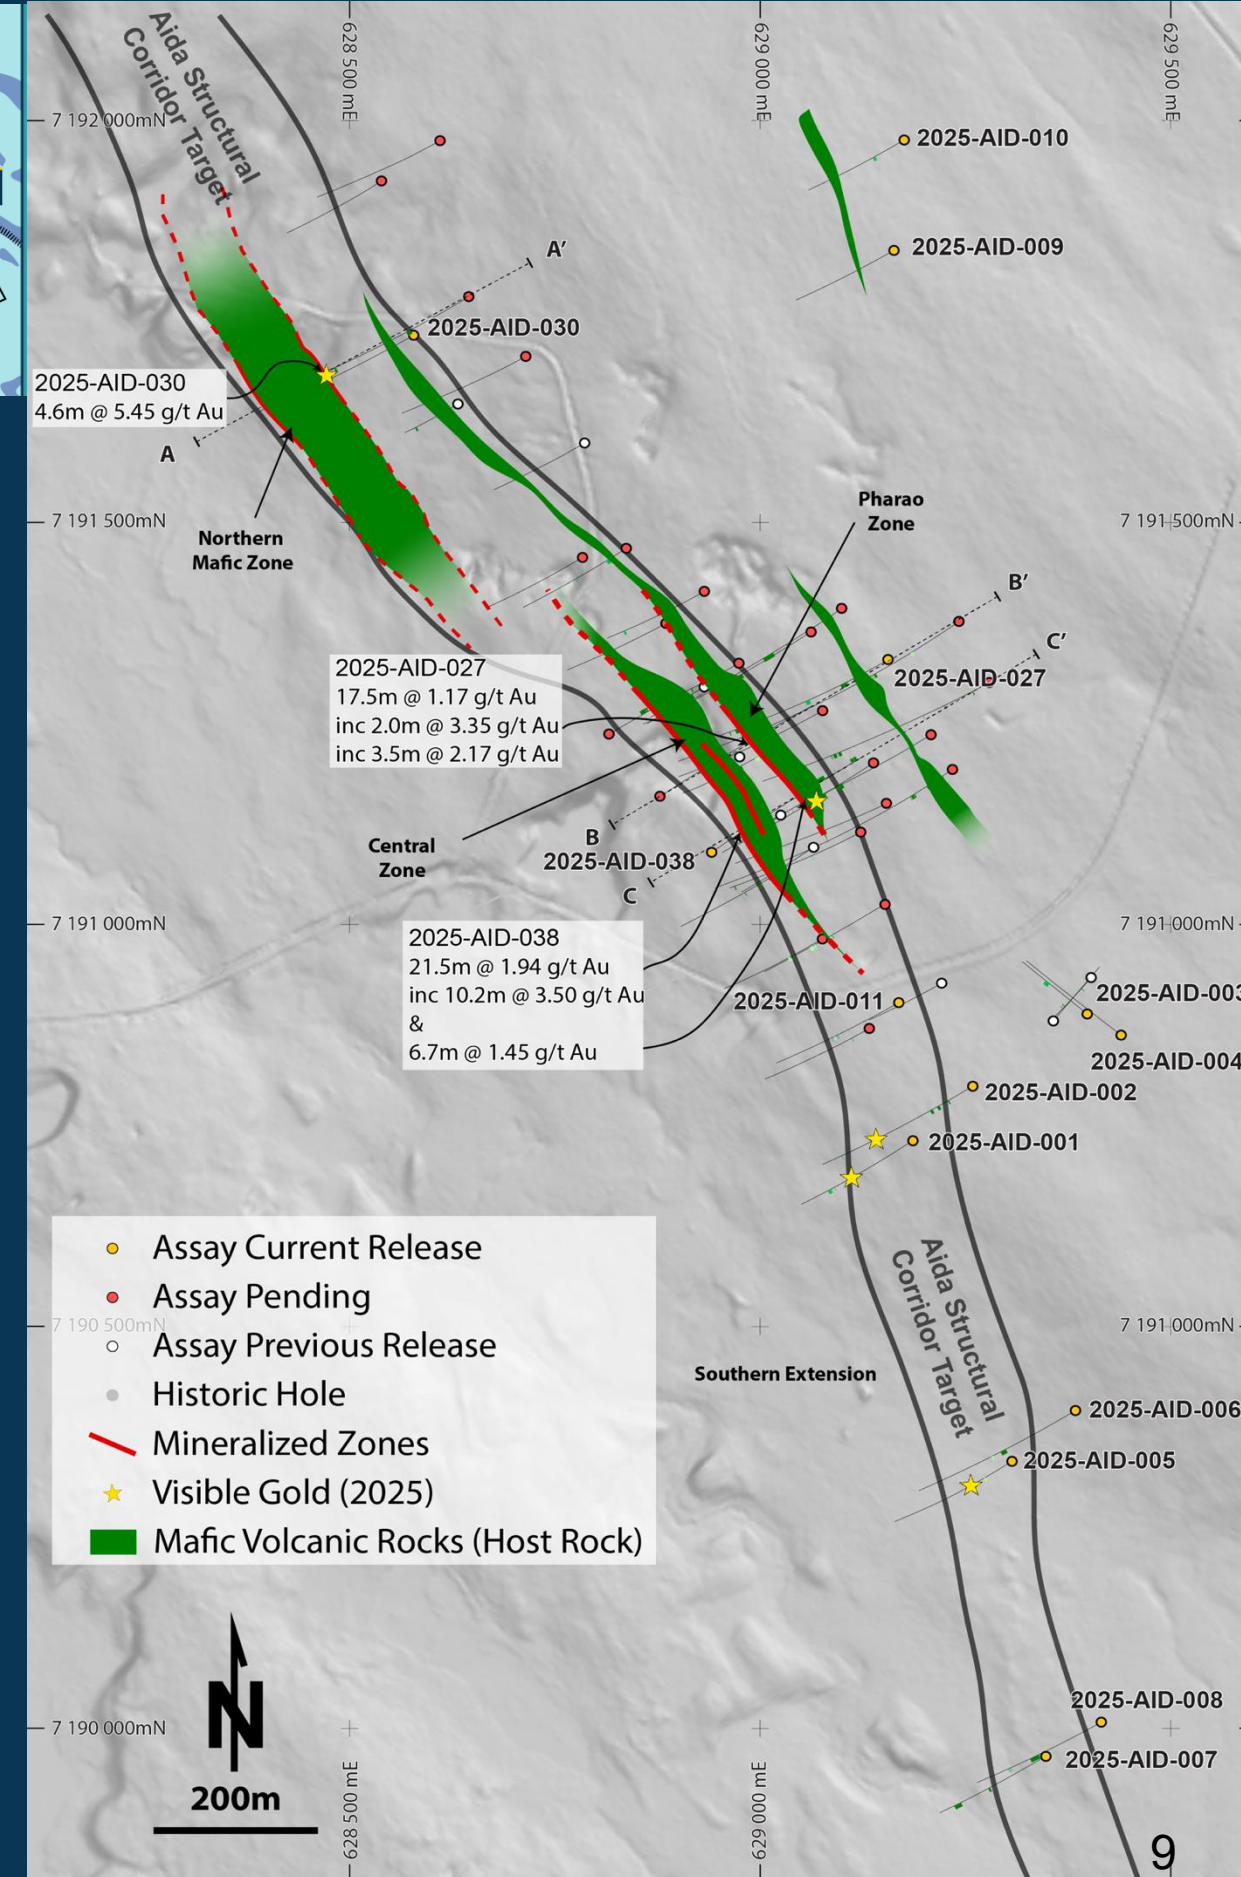 628 500 mE
629 000 mE
629 500 mE
Aida Structural
Corridor Target
7 192 000mN
2025-AID-010
2025-AID-009
A'
2025-AID-030
2025-AID-030
4.6m @ 5.45 g/t Au
A
Pharao
Zone
Northern
Mafic Zone
7 191 500mN
7 191 500mN
B'
C'
2025-AID-027
17.5m @ 1.17 g/t Au
inc 2.0m @ 3.35 g/t Au
inc 3.5m @ 2.17 g/t Au
2025-AID-027
Central
Zone
B
2025-AID-038
C
7 191 000mN
7 191 000mN
2025-AID-038
21.5m @ 1.94 g/t Au
inc 10.2m @ 3.50 g/t Au
&
6.7m @ 1.45 g/t Au
2025-AID-011
2025-AID-003
2025-AID-004
2025-AID-002
2025-AID-001
Assay Current Release
Assay Pending
Assay Previous Release
Historic Hole
Mineralized Zones
Visible Gold (2025)
Mafic Volcanic Rocks (Host Rock)
7 190 500mN
7 191 000mN
Aida Structural
Corridor Target
Southern Extension
2025-AID-006
2025-AID-005
2025-AID-008
2025-AID-007
7 190 000mN
N
200m
628 500 mE
629 000 mE
9